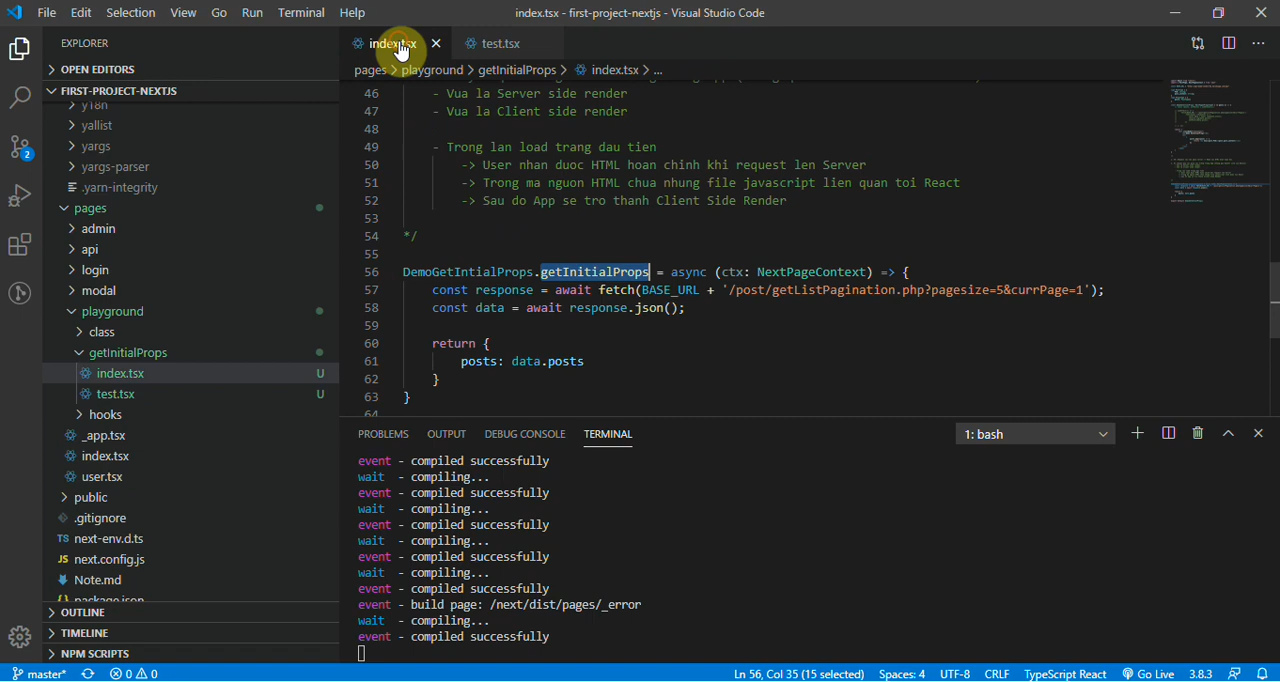 File Edit Selection View Go Run Terminal Help index.tsx - first-project-nextjs - Visual Studio Code
EXPLORER
OPEN EDITORS
FIRST-PROJECT-NEXTJS
y18n
yallist
yargs
yargs-parser
.yarn-integrity
pages
admin
api
login
modal
playground
class
getInitialProps
index.tsx U
test.tsx U
hooks
_app.tsx
index.tsx
user.tsx
public
.gitignore
TS next-env.d.ts
JS next.config.js
Note.md
{} package.json
OUTLINE
TIMELINE
NPM SCRIPTS
2
index.tsx test.tsx
pages > playground > getInitialProps > index.tsx > ...
46 - Vua la Server side render
47 - Vua la Client side render
48
49 - Trong lan load trang dau tien
50 -> User nhan duoc HTML hoan chinh khi request len Server
51 -> Trong ma nguon HTML chua nhung file javascript lien quan toi React
52 -> Sau do App se tro thanh Client Side Render
53
54 */
55
56 DemoGetIntialProps.getInitialProps = async (ctx: NextPageContext) => {
57 const response = await fetch(BASE_URL + '/post/getListPagination.php?pagesize=5&currPage=1');
58 const data = await response.json();
59
60 return {
61 posts: data.posts
62 }
63 }
64
PROBLEMS OUTPUT DEBUG CONSOLE TERMINAL 1: bash
event - compiled successfully
wait - compiling...
event - compiled successfully
wait - compiling...
event - compiled successfully
wait - compiling...
event - compiled successfully
wait - compiling...
event - compiled successfully
event - build page: /next/dist/pages/_error
wait - compiling...
event - compiled successfully
master* 0 0 Ln 56, Col 35 (15 selected) Spaces: 4 UTF-8 CRLF TypeScript React Go Live 3.8.3